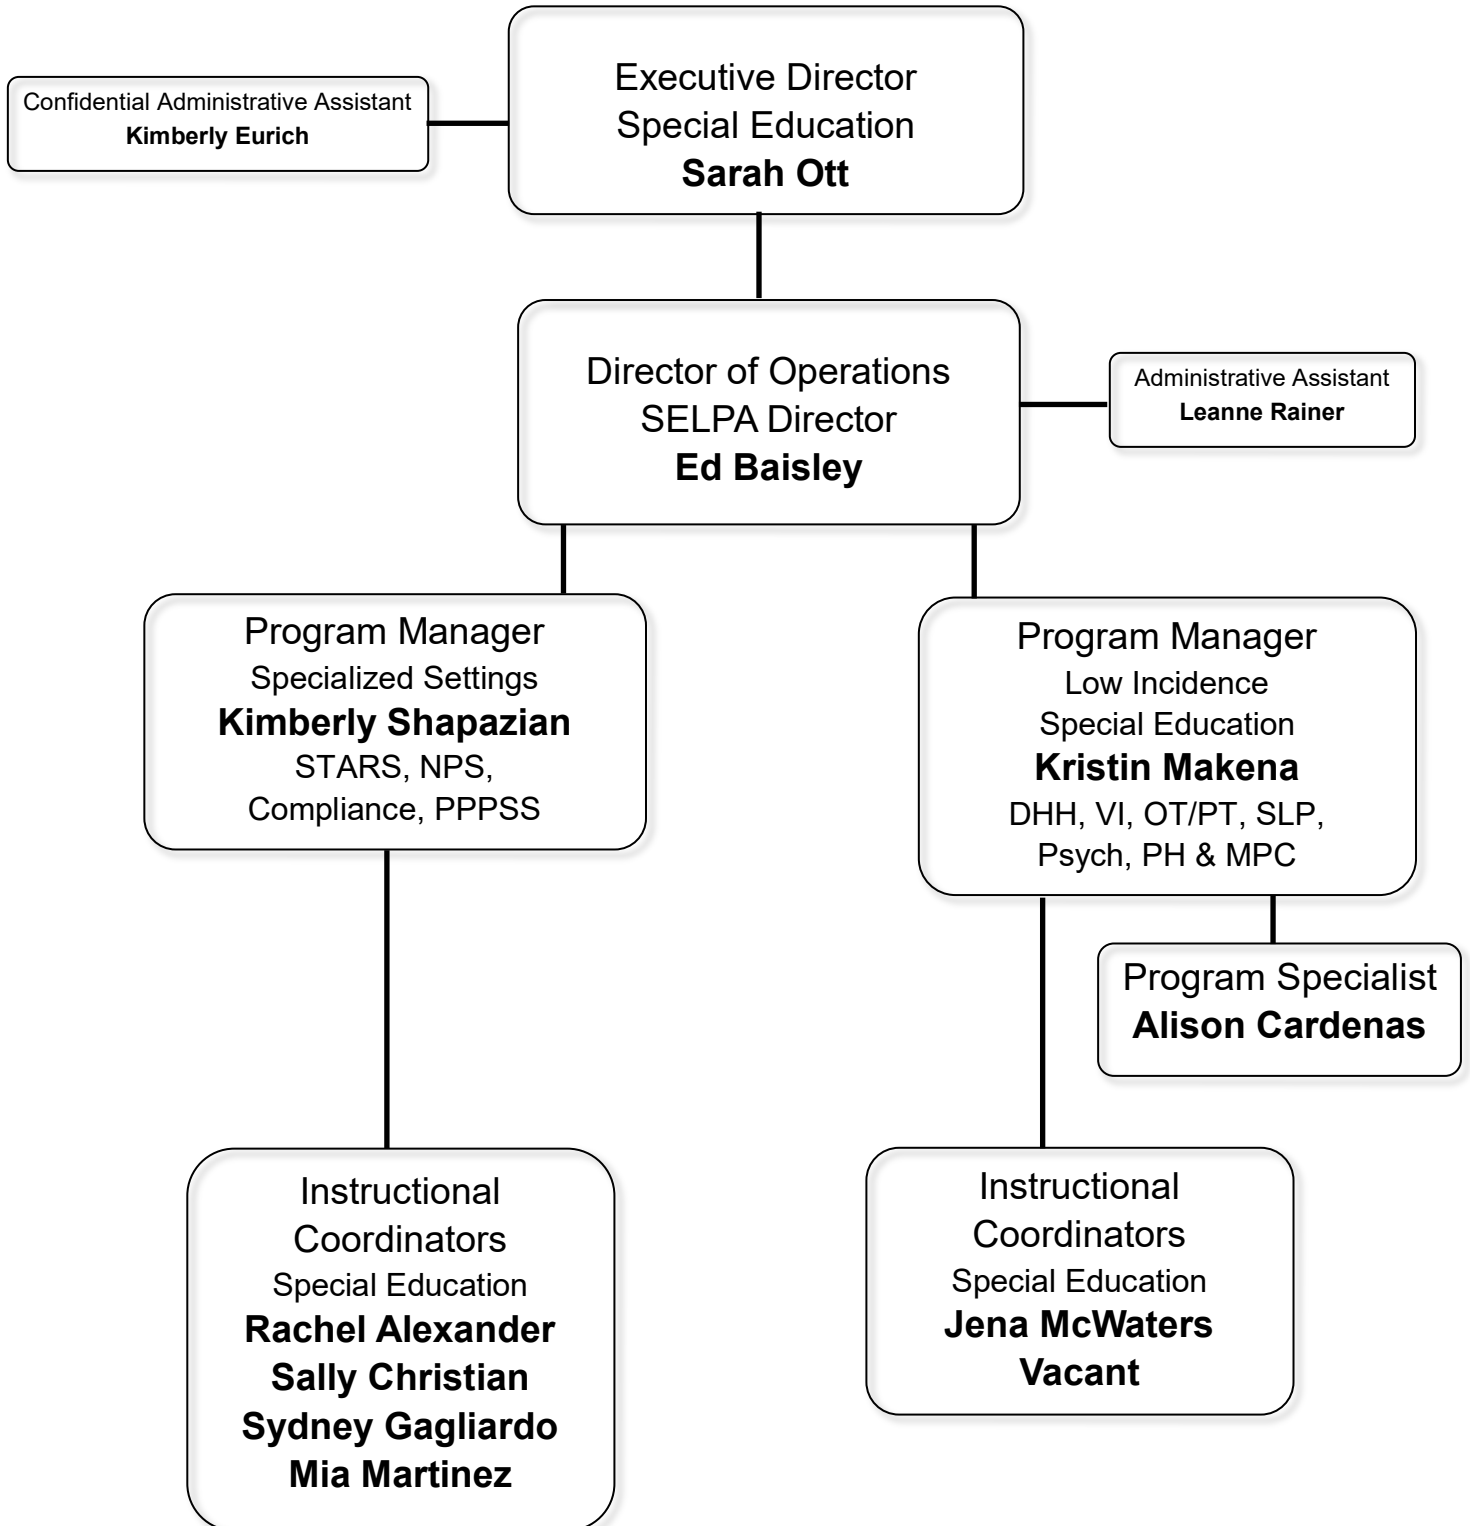 Executive Director
Special Education
Sarah Ott
Confidential Administrative Assistant
Kimberly Eurich
Director of Operations
SELPA Director
Ed Baisley
Administrative Assistant
Leanne Rainer
Program Manager
Specialized Settings
Kimberly Shapazian
STARS, NPS,
Compliance, PPPSS
Program Manager
Low Incidence
Special Education
Kristin Makena
DHH, VI, OT/PT, SLP,
Psych, PH & MPC
Program Specialist
Alison Cardenas
Instructional
Coordinators
Special Education
Rachel Alexander
Sally Christian
Sydney Gagliardo
Mia Martinez
Instructional
Coordinators
Special Education
Jena McWaters
Vacant